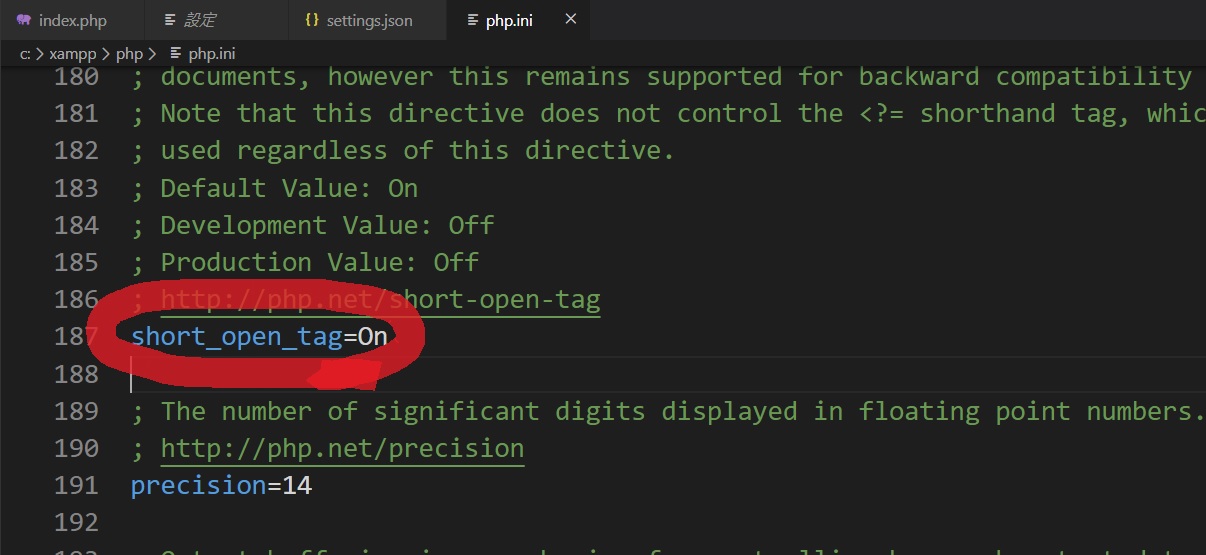 index.php 設定 {} settings.json php.ini ×
c: > xampp > php > php.ini
180 ; documents, however this remains supported for backward compatibility
181 ; Note that this directive does not control the <?= shorthand tag, whic
182 ; used regardless of this directive.
183 ; Default Value: On
184 ; Development Value: Off
185 ; Production Value: Off
186 ; http://php.net/short-open-tag
187 short_open_tag=On
188
189 ; The number of significant digits displayed in floating point numbers.
190 ; http://php.net/precision
191 precision=14
192